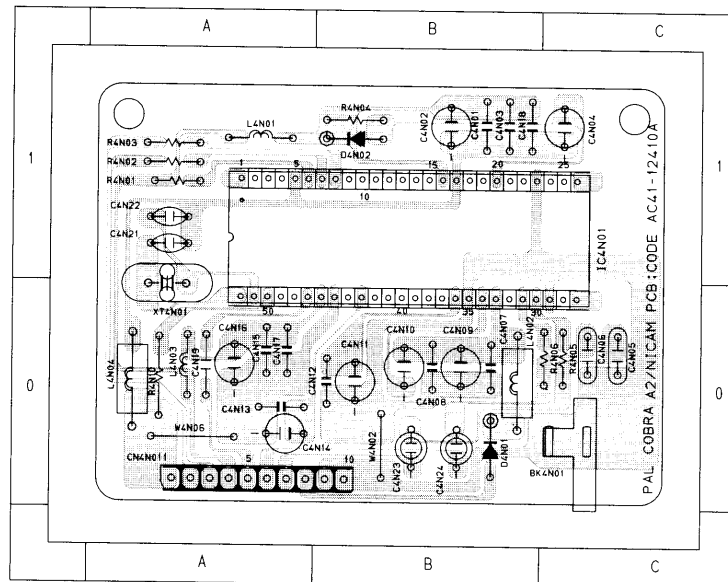 A B C
1
0
R4N04
L4N01
R4N03
R4N02
R4N01
D4N02
C4N02
C4N01
C4N03
C4N18
C4N04
1 5 10 15 20 25
C4N22
C4N21
XT4N01
IC4N01
50 40 35 30
PAL COBRA A2/NICAM PCB:CODE AC41-12410A
L4N04
R4N10
L4N03
C4N19
C4N16
C4N15
C4N17
C4N12
C4N11
C4N10
C4N09
C4N08
C4N07
L4N02
R4N06
R4N05
C4N06
C4N05
C4N13
C4N14
W4N06
W4N02
C4N23
C4N24
D4N01
BK4N01
CN4N01
1 5 10
1
0
A B C